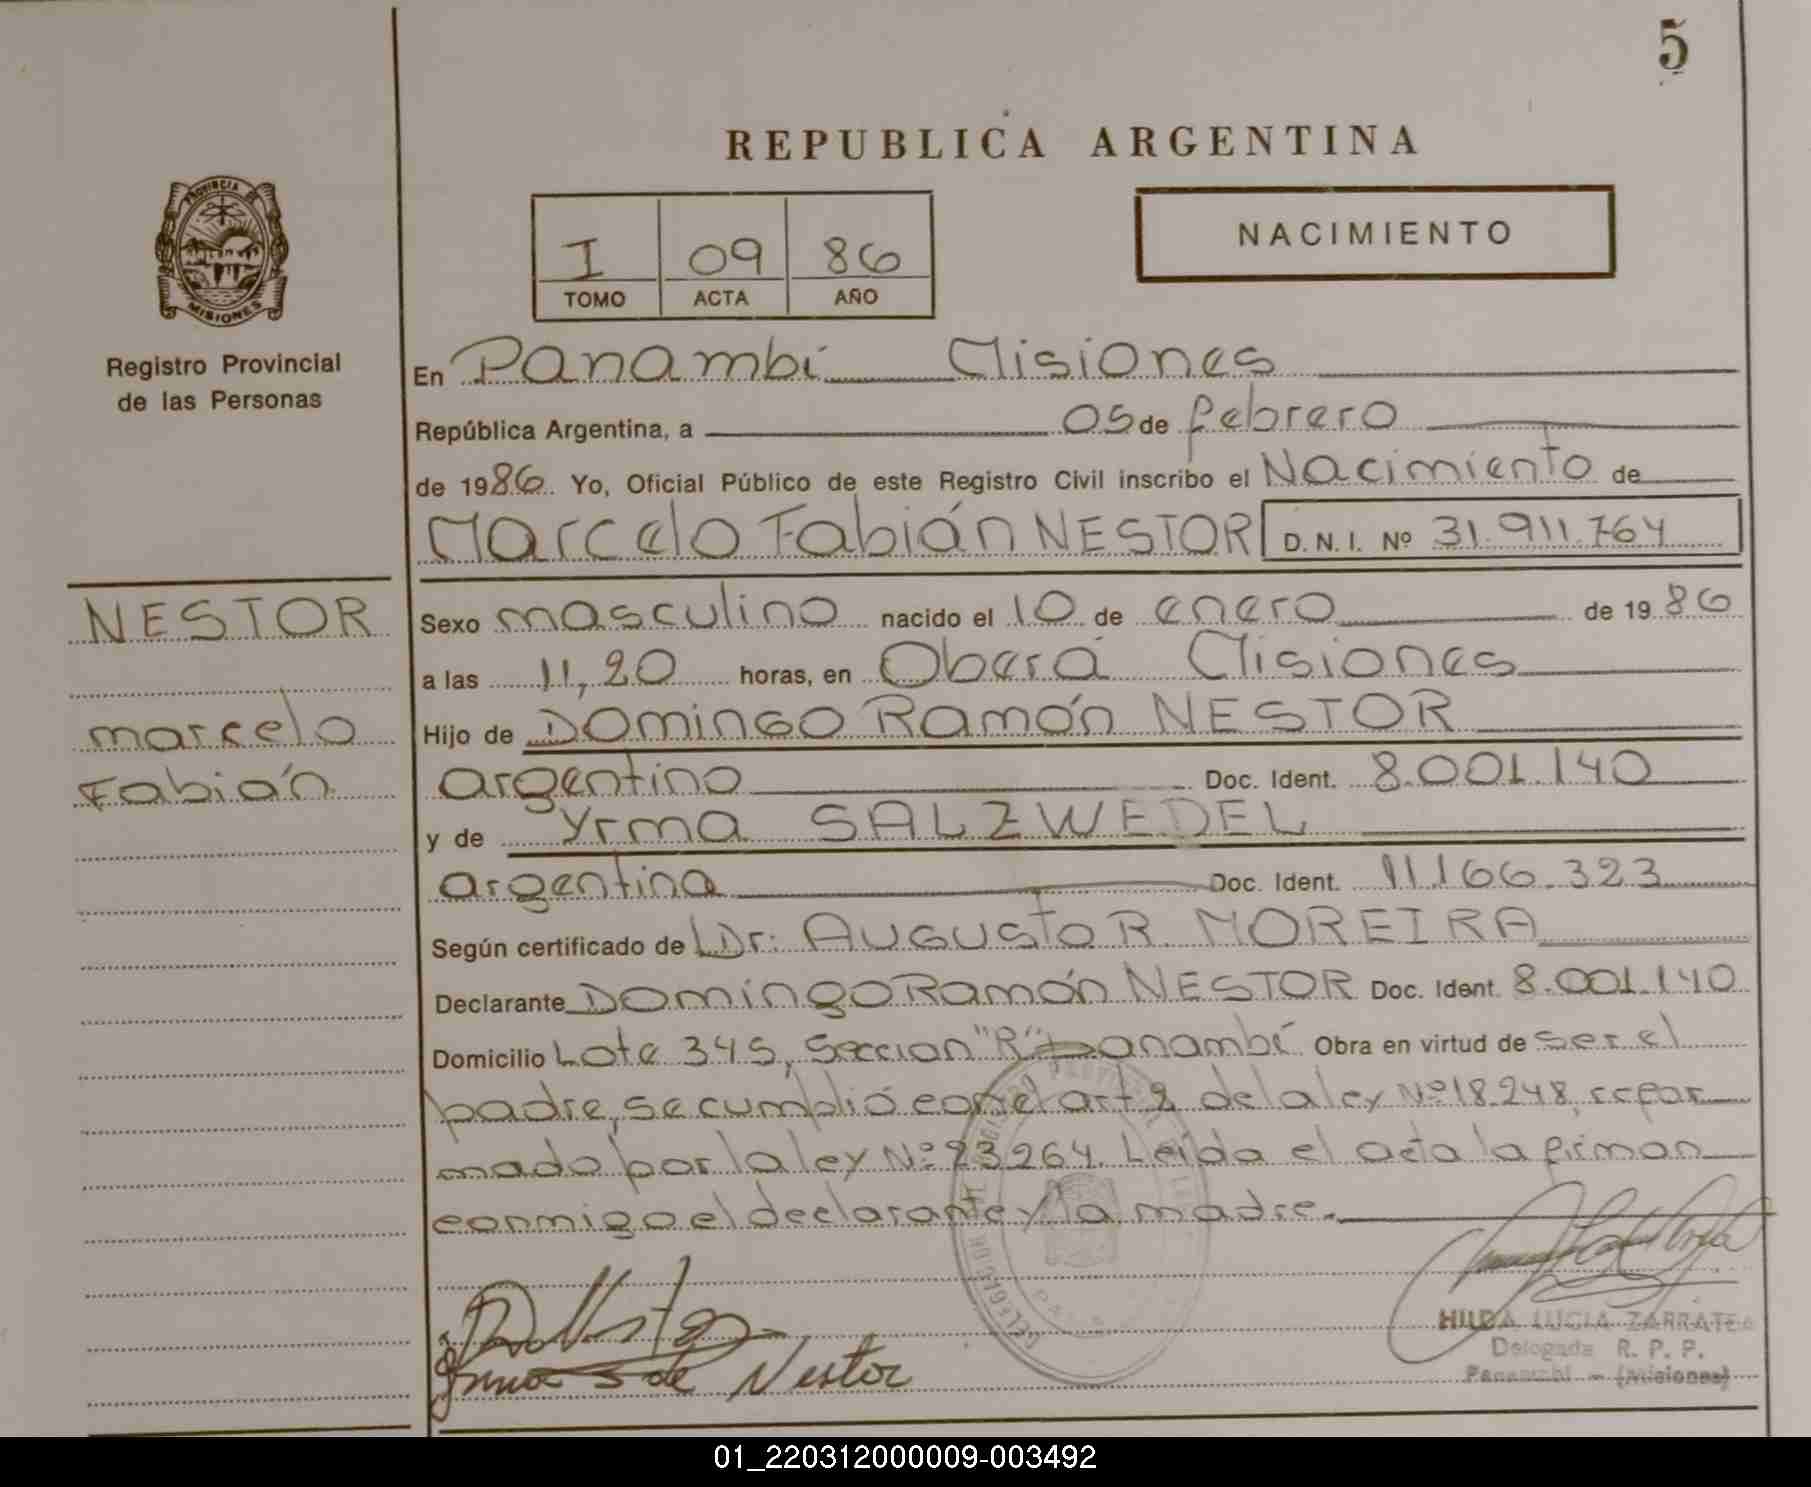 5
REPUBLICA ARGENTINA
PROVINCIA DE
MISIONES
Registro Provincial
de las Personas
I 09 86
TOMO ACTA AÑO
NACIMIENTO
En Panambí Misiones
República Argentina, a 05 de febrero
de 1986. Yo, Oficial Público de este Registro Civil inscribo el Nacimiento de
Marcelo Fabián NESTOR D. N. I. Nº 31.911.764
NESTOR
marcelo
Fabián
Sexo masculino nacido el 10 de enero de 1986
a las 11,20 horas, en Oberá Misiones
Hijo de Domingo Ramón NESTOR
argentino Doc. Ident. 8.001.140
y de Yrma SALZWEDEL
argentina Doc. Ident. 11.166.323
Según certificado de Dr. AUGUSTO R. MOREIRA
Declarante Domingo Ramón NESTOR Doc. Ident. 8.001.140
Domicilio Lote 345, Seccion "R" Panambí Obra en virtud de ser el
padre, se cumplió con el art 2 de la ley Nº 18.248, refor
mado por la ley Nº 23264. Leída el acta la firman
conmigo el declarante y la madre.
Nestor
Yrma S de Nestor
HILDA LUCIA ZARRATEA
Delegada R. P. P.
Panambí - (Misiones)
01_220312000009-003492